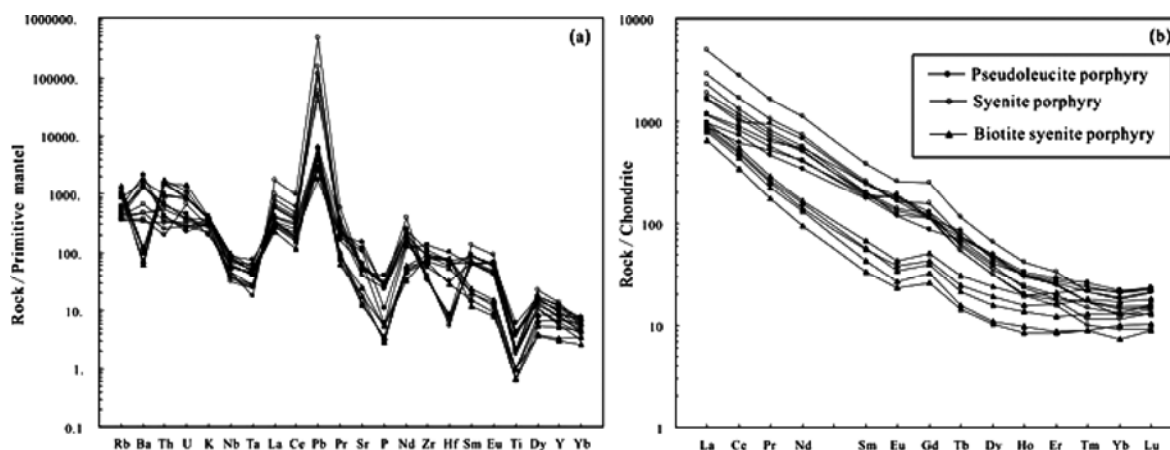 (a)
Rock / Primitive mantel
1000000.
100000.
10000.
1000.
100.
10.
1.
0.1
Rb Ba Th U K Nb Ta La Ce Pb Pr Sr P Nd Zr Hf Sm Eu Ti Dy Y Yb
(b)
Rock / Chondrite
10000
1000
100
10
1
Pseudoleucite porphyry
Syenite porphyry
Biotite syenite porphyry
La Ce Pr Nd Sm Eu Gd Tb Dy Ho Er Tm Yb Lu